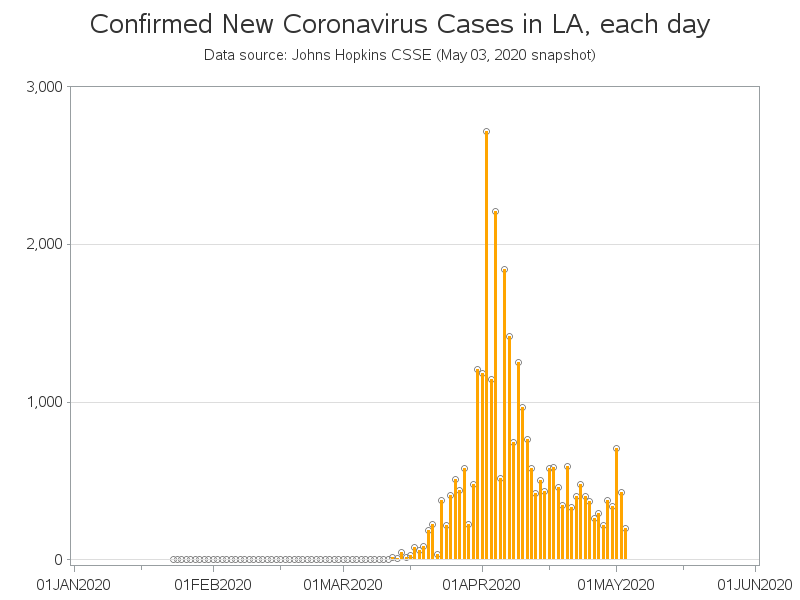 Confirmed New Coronavirus Cases in LA, each day
Data source: Johns Hopkins CSSE (May 03, 2020 snapshot)
3,000
2,000
1,000
0
01JAN2020 01FEB2020 01MAR2020 01APR2020 01MAY2020 01JUN2020